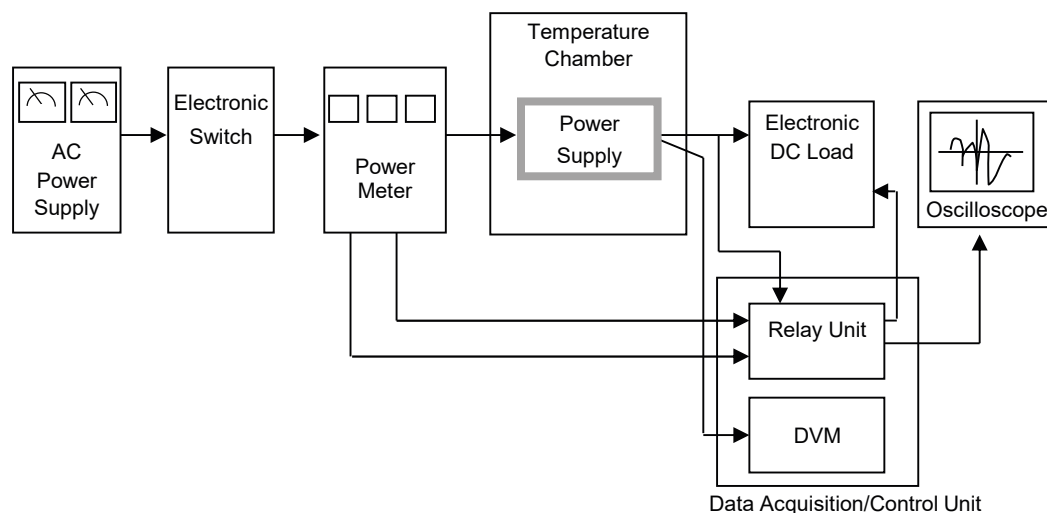 Temperature
Chamber
AC
Power
Supply
Electronic
Switch
Power
Meter
Power
Supply
Electronic
DC Load
Oscilloscope
Relay Unit
DVM
Data Acquisition/Control Unit